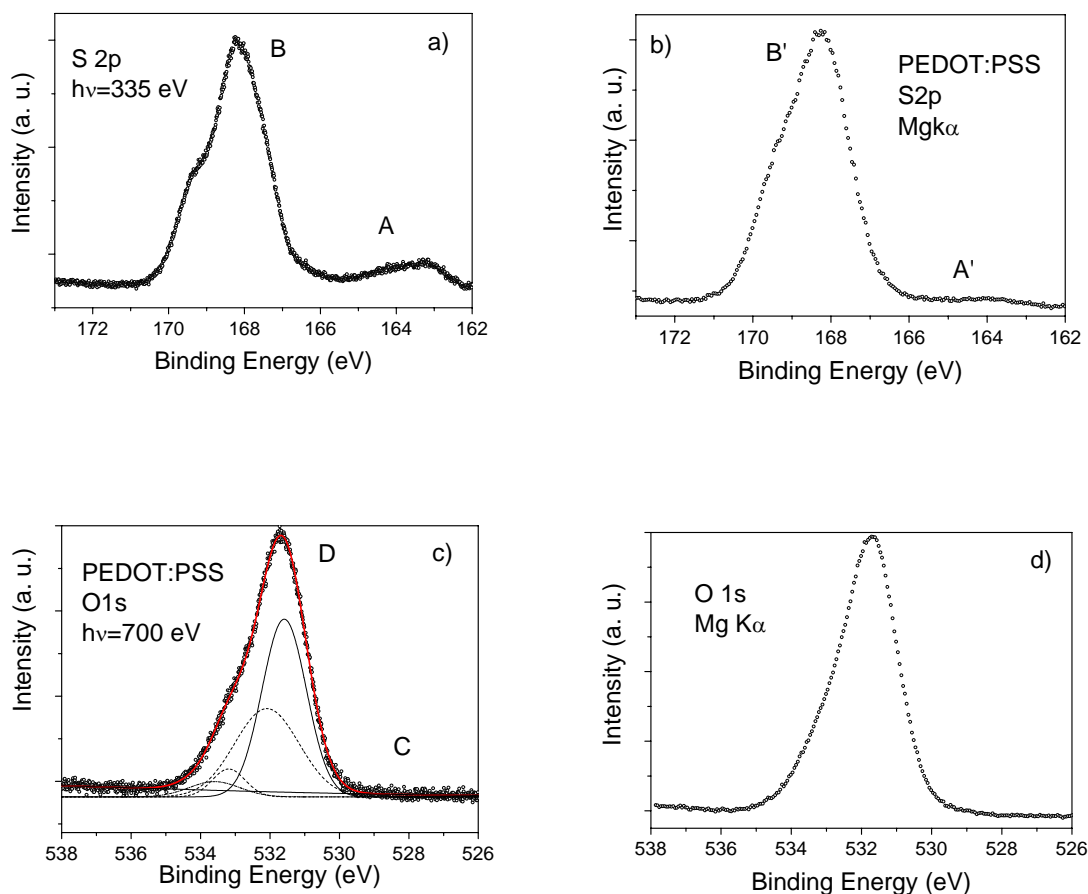 S 2p
hν=335 eV
B
a)
A
Intensity (a. u.)
172 170 168 166 164 162
Binding Energy (eV)
b)
B'
PEDOT:PSS
S2p
Mgkα
A'
Intensity (a. u.)
172 170 168 166 164 162
Binding Energy (eV)
c)
D
PEDOT:PSS
O1s
hν=700 eV
C
Intensity (a. u.)
538 536 534 532 530 528 526
Binding Energy (eV)
d)
O 1s
Mg Kα
Intensity (a. u.)
538 536 534 532 530 528 526
Binding Energy (eV)